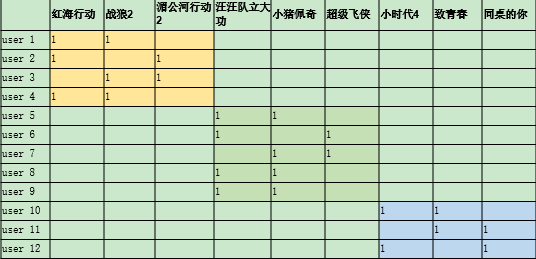 红海行动 战狼2 湄公河行动2 汪汪队立大功 小猪佩奇 超级飞侠 小时代4 致青春 同桌的你
user 1 1 1
user 2 1 1
user 3 1 1
user 4 1 1
user 5 1 1
user 6 1 1
user 7 1 1
user 8 1 1
user 9 1 1
user 10 1 1
user 11 1 1
user 12 1 1